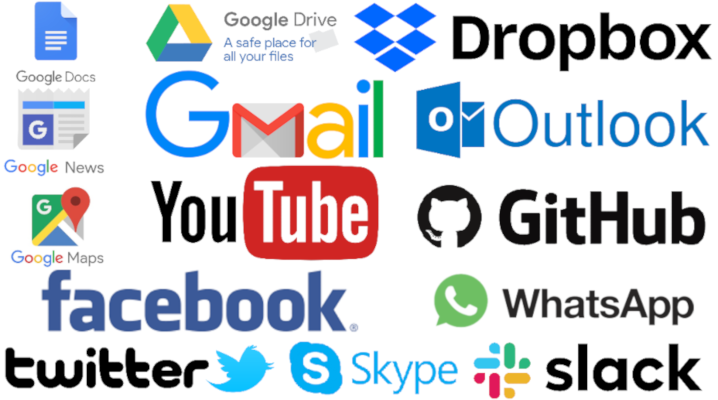 Google Docs
Google Drive
A safe place for
all your files
Dropbox
G
Google News
Gmail
Outlook
G
Google Maps
YouTube
GitHub
facebook®
WhatsApp
twitter
S Skype
slack